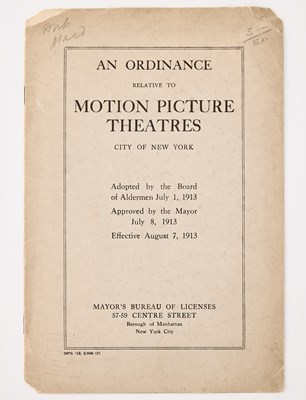 AN ORDINANCE
RELATIVE TO
MOTION PICTURE
THEATRES
CITY OF NEW YORK
Adopted by the Board
of Aldermen July 1, 1913
Approved by the Mayor
July 8, 1913
Effective August 7, 1913
MAYOR'S BUREAU OF LICENSES
57-59 CENTRE STREET
Borough of Manhattan
New York City